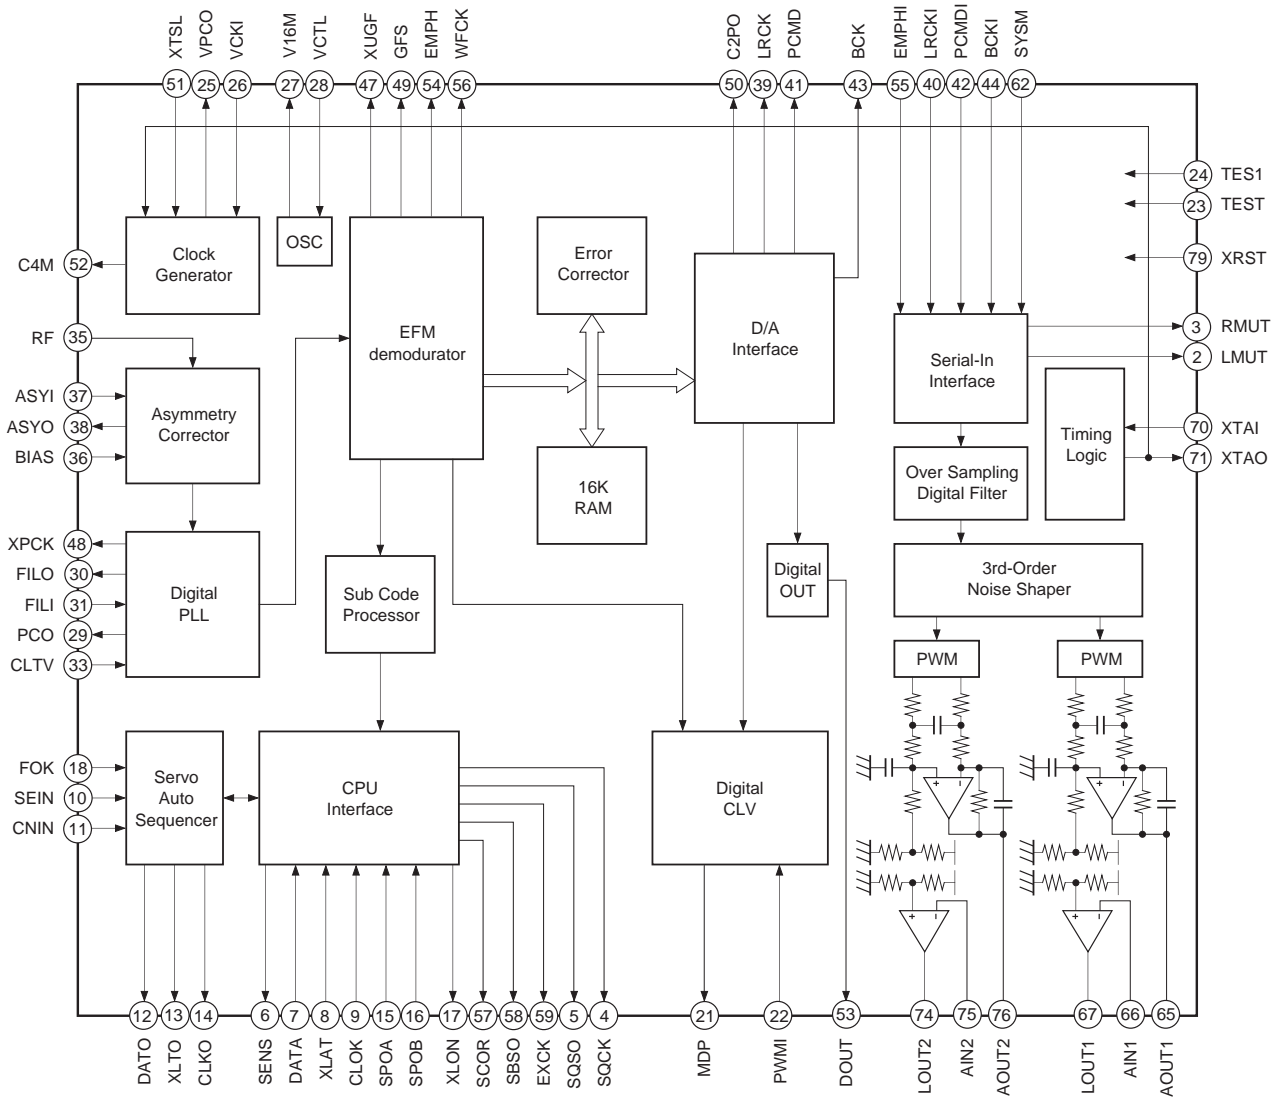 XTSL VPCO VCKI V16M VCTL XUGF GFS EMPH WFCK C2PO LRCK PCMD BCK EMPHI LRCKI PCMDI BCKI SYSM
51 25 26 27 28 47 49 54 56 50 39 41 43 55 40 42 44 62
24 TES1
23 TEST
79 XRST
3 RMUT
2 LMUT
70 XTAI
71 XTAO
C4M 52
RF 35
ASYI 37
ASYO 38
BIAS 36
XPCK 48
FILO 30
FILI 31
PCO 29
CLTV 33
FOK 18
SEIN 10
CNIN 11
Clock
Generator
OSC
EFM
demodurator
Error
Corrector
D/A
Interface
Serial-In
Interface
Asymmetry
Corrector
Timing
Logic
16K
RAM
Over Sampling
Digital Filter
Digital
PLL
Sub Code
Processor
Digital
OUT
3rd-Order
Noise Shaper
PWM
PWM
Servo
Auto
Sequencer
CPU
Interface
Digital
CLV
+ −
+ −
+ −
+ −
12 13 14 6 7 8 9 15 16 17 57 58 59 5 4 21 22 53 74 75 76 67 66 65
DATO XLTO CLKO SENS DATA XLAT CLOK SPOA SPOB XLON SCOR SBSO EXCK SQSO SQCK MDP PWMI DOUT LOUT2 AIN2 AOUT2 LOUT1 AIN1 AOUT1